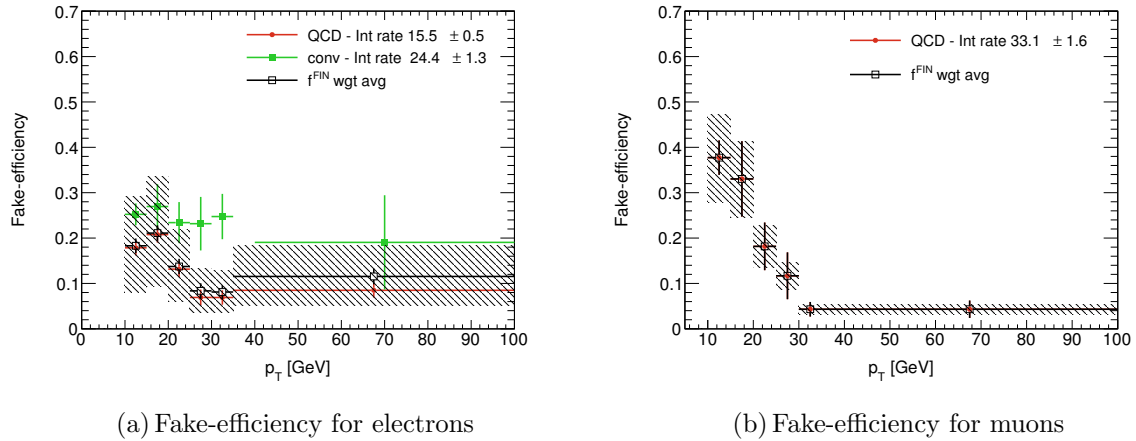 Fake-efficiency
0.7
0.6
0.5
0.4
0.3
0.2
0.1
0
QCD - Int rate 15.5 ± 0.5
conv - Int rate 24.4 ± 1.3
f^FIN wgt avg
0 10 20 30 40 50 60 70 80 90 100
p_T [GeV]
(a) Fake-efficiency for electrons
Fake-efficiency
0.7
0.6
0.5
0.4
0.3
0.2
0.1
0
QCD - Int rate 33.1 ± 1.6
f^FIN wgt avg
10 20 30 40 50 60 70 80 90 100
p_T [GeV]
(b) Fake-efficiency for muons